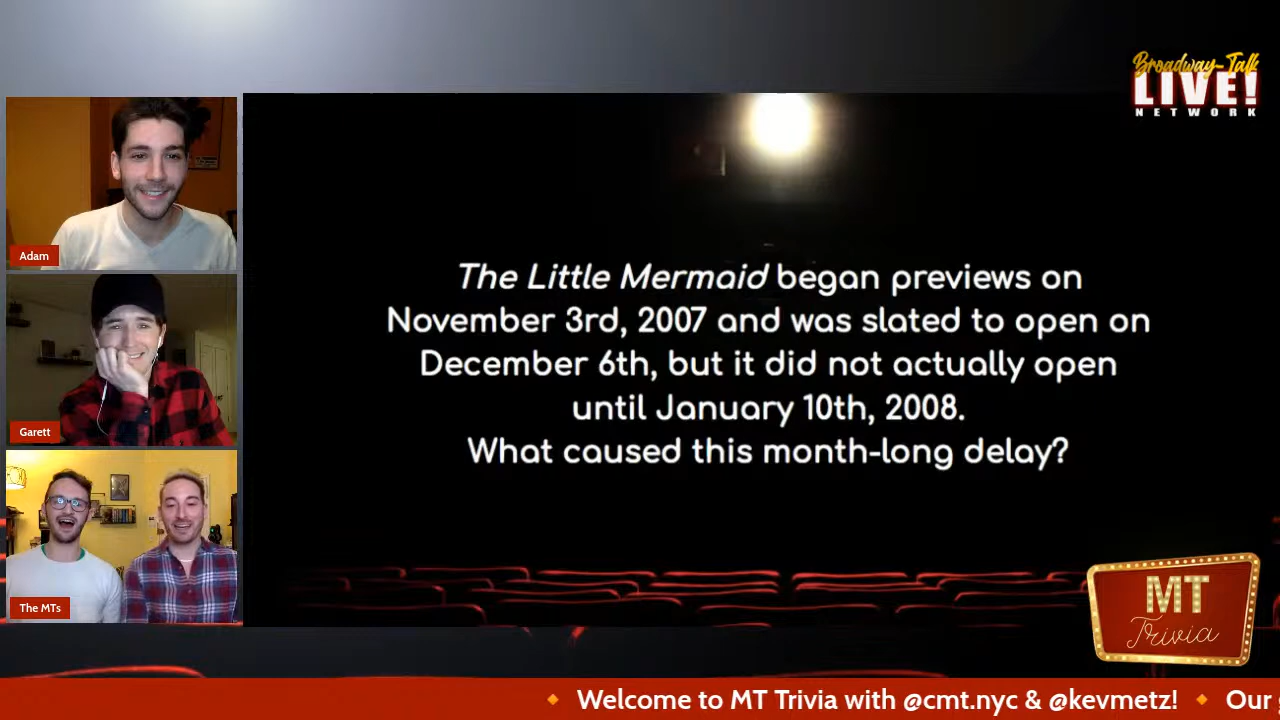 Broadway-Talk
LIVE!
NETWORK
Adam
Garett
The MTs
The Little Mermaid began previews on
November 3rd, 2007 and was slated to open on
December 6th, but it did not actually open
until January 10th, 2008.
What caused this month-long delay?
MT
Trivia
🔸 Welcome to MT Trivia with @cmt.nyc & @kevmetz! 🔸 Our